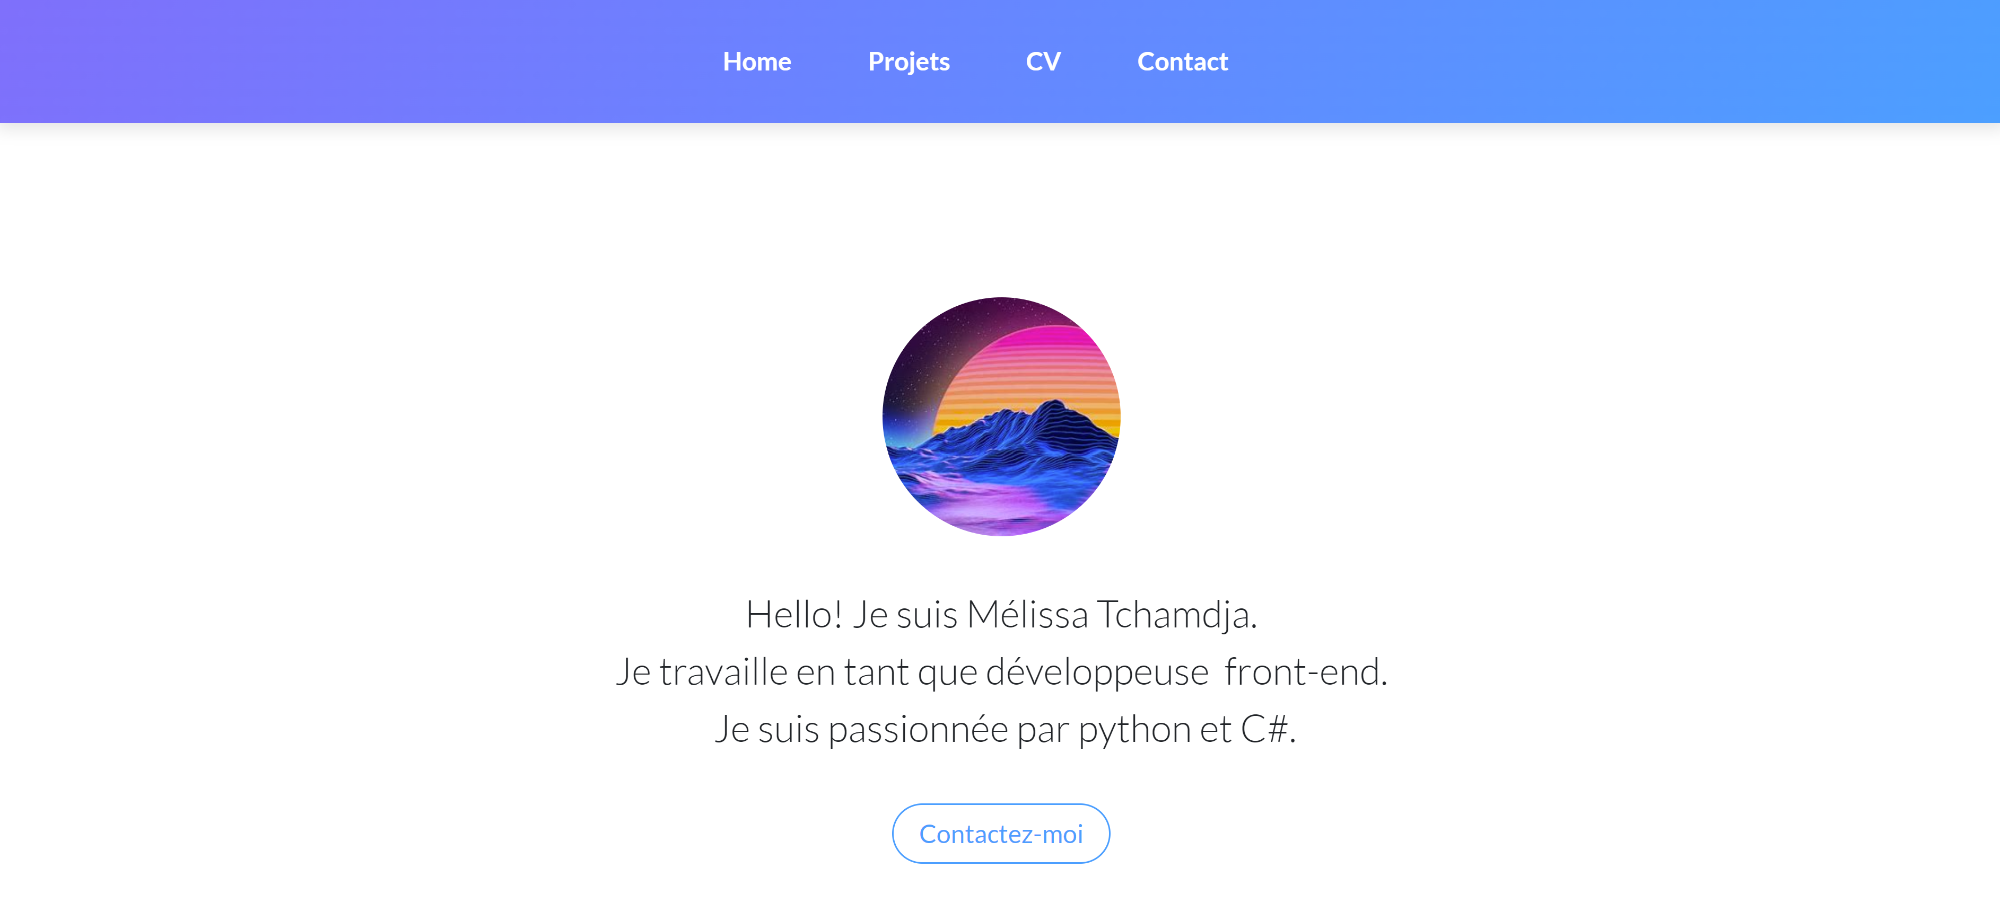 Home Projets CV Contact
Hello! Je suis Mélissa Tchamdja.
Je travaille en tant que développeuse  front-end.
Je suis passionnée par python et C#.
Contactez-moi